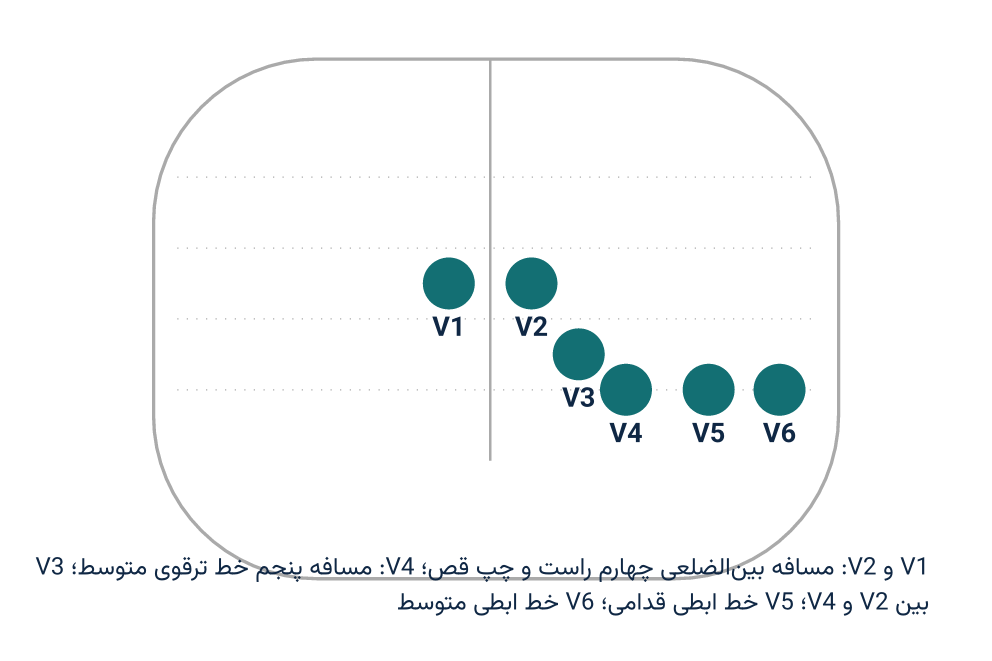 V1
V2
V3
V4
V5
V6
V1 و V2: مسافه بین‌الضلعی چهارم راست و چپ قص؛ V4: مسافه پنجم خط ترقوی متوسط؛ V3
بین V2 و V4؛ V5 خط ابطی قدامی؛ V6 خط ابطی متوسط